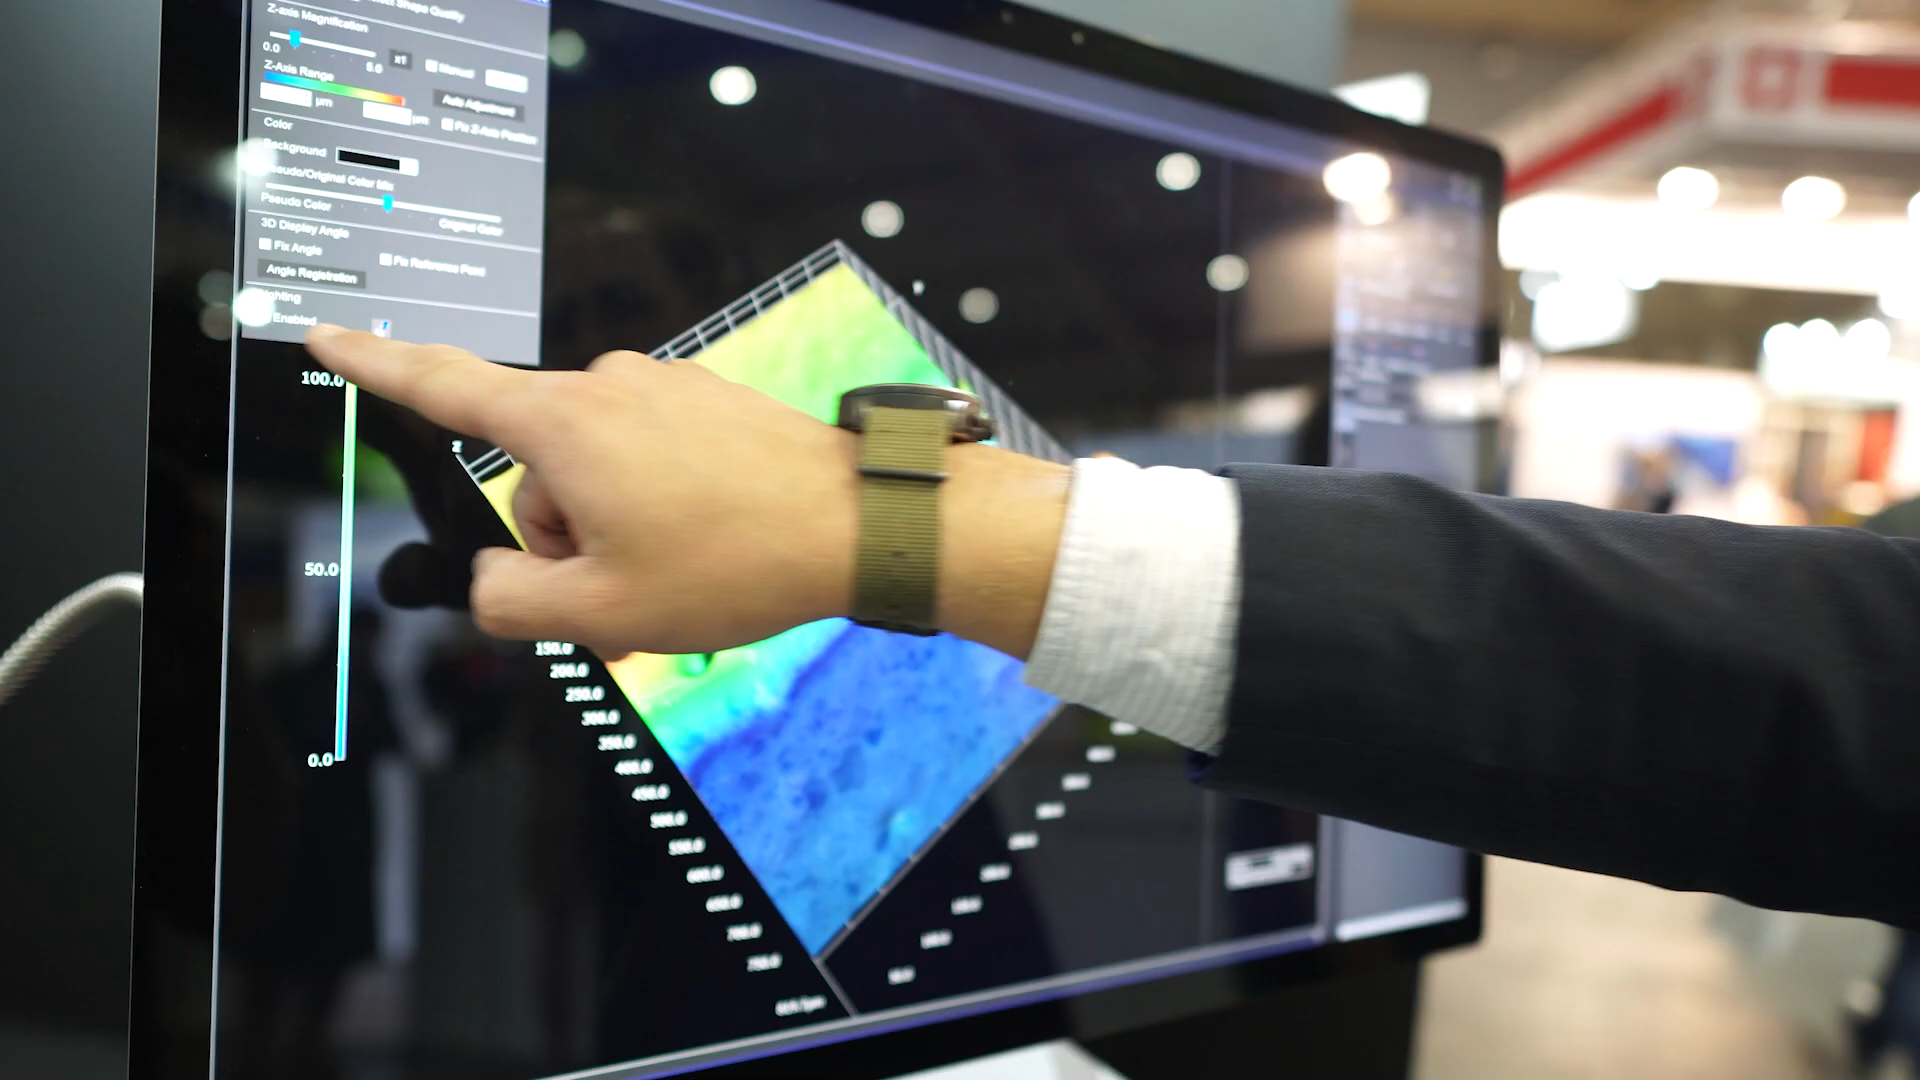 Shape Quality
Z-axis Magnification
0.0
5.0
x1
Manual
Z-Axis Range
µm
µm
Auto Adjustment
Fix Z-Axis Position
Color
Background
Pseudo/Original Color Mix
Pseudo Color
Original Color
3D Display Angle
Fix Angle
Fix Reference Point
Angle Registration
Lighting
Enabled
100.0
Z
50.0
0.0
150.0
200.0
250.0
300.0
350.0
400.0
450.0
500.0
550.0
600.0
650.0
700.0
750.0